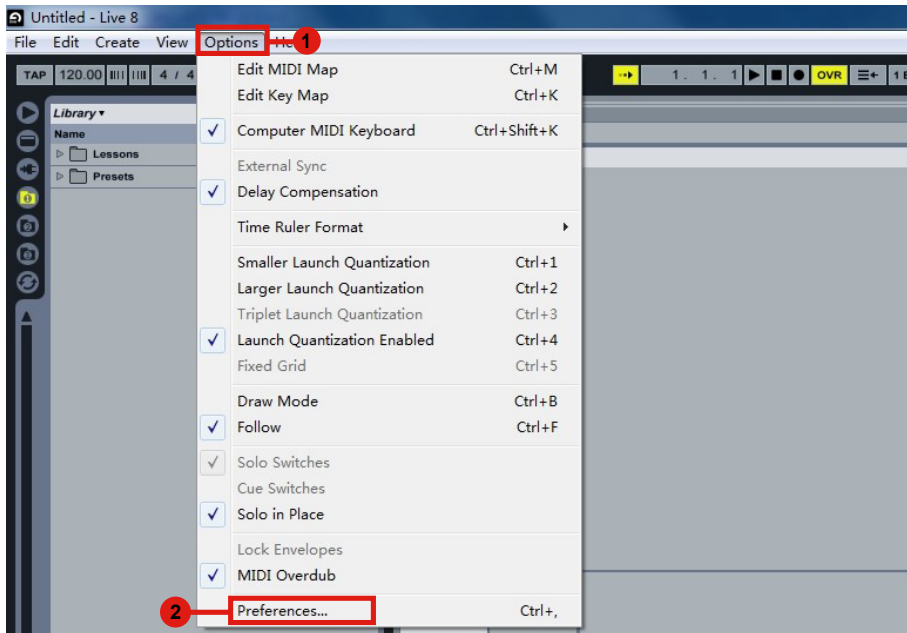 Untitled - Live 8
File Edit Create View Options
1
TAP 120.00 4 / 4 1 . 1 . 1 OVR
Library
Name
Lessons
Presets
Edit MIDI Map Ctrl+M
Edit Key Map Ctrl+K
Computer MIDI Keyboard Ctrl+Shift+K
External Sync
Delay Compensation
Time Ruler Format
Smaller Launch Quantization Ctrl+1
Larger Launch Quantization Ctrl+2
Triplet Launch Quantization Ctrl+3
Launch Quantization Enabled Ctrl+4
Fixed Grid Ctrl+5
Draw Mode Ctrl+B
Follow Ctrl+F
Solo Switches
Cue Switches
Solo in Place
Lock Envelopes
MIDI Overdub
2
Preferences... Ctrl+,